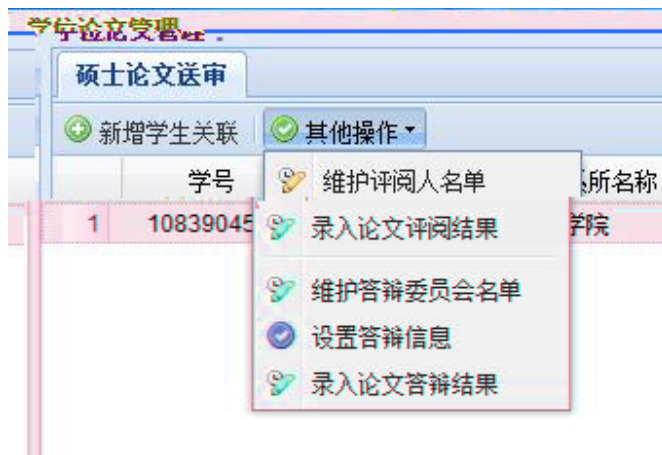 学位论文管理
硕士论文送审
新增学生关联 其他操作
学号 所名称
1 10839045 学院
维护评阅人名单
录入论文评阅结果
维护答辩委员会名单
设置答辩信息
录入论文答辩结果